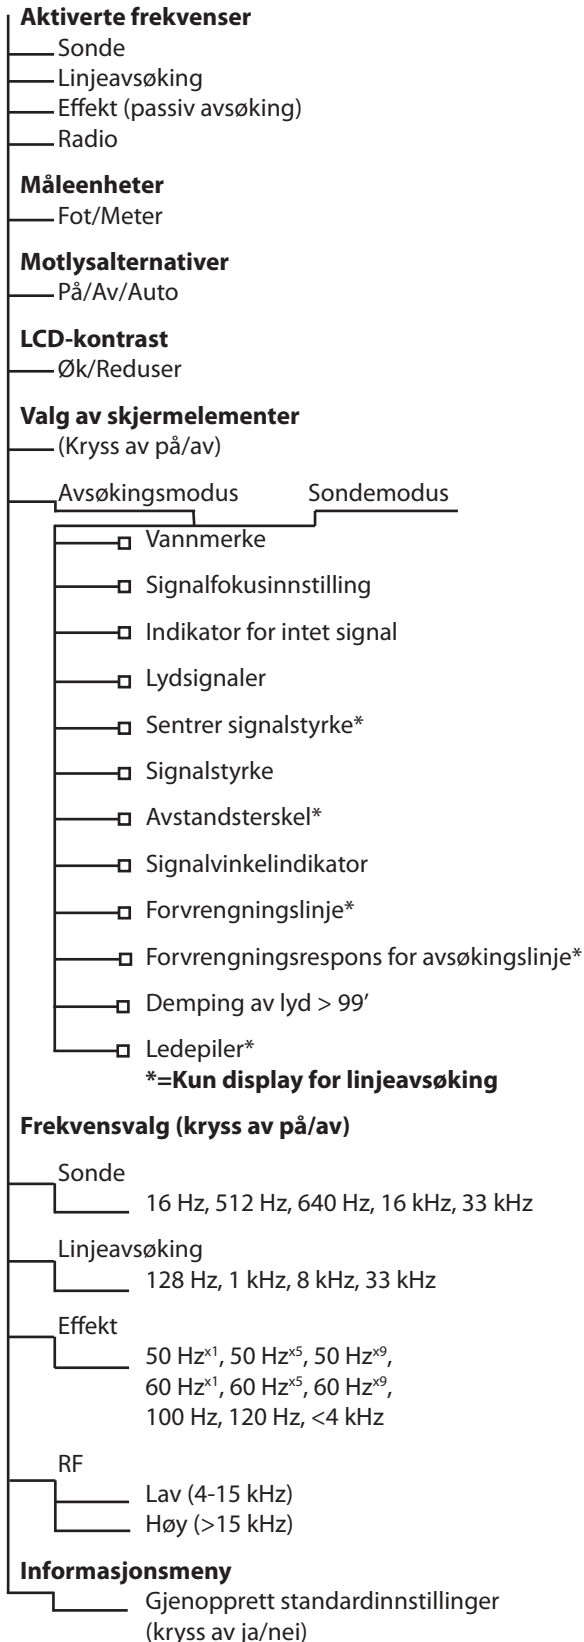 Aktiverte frekvenser
Sonde
Linjeavsøking
Effekt (passiv avsøking)
Radio
Måleenheter
Fot/Meter
Motlysalternativer
På/Av/Auto
LCD-kontrast
Øk/Reduser
Valg av skjermelementer
(Kryss av på/av)
Avsøkingsmodus Sondemodus
Vannmerke
Signalfokusinnstilling
Indikator for intet signal
Lydsignaler
Sentrer signalstyrke*
Signalstyrke
Avstandsterskel*
Signalvinkelindikator
Forvrengningslinje*
Forvrengningsrespons for avsøkingslinje*
Demping av lyd > 99’
Ledepiler*
*=Kun display for linjeavsøking
Frekvensvalg (kryss av på/av)
Sonde
16 Hz, 512 Hz, 640 Hz, 16 kHz, 33 kHz
Linjeavsøking
128 Hz, 1 kHz, 8 kHz, 33 kHz
Effekt
50 Hzˣ¹, 50 Hzˣ⁵, 50 Hzˣ⁹,
60 Hzˣ¹, 60 Hzˣ⁵, 60 Hzˣ⁹,
100 Hz, 120 Hz, <4 kHz
RF
Lav (4-15 kHz)
Høy (>15 kHz)
Informasjonsmeny
Gjenopprett standardinnstillinger
(kryss av ja/nei)